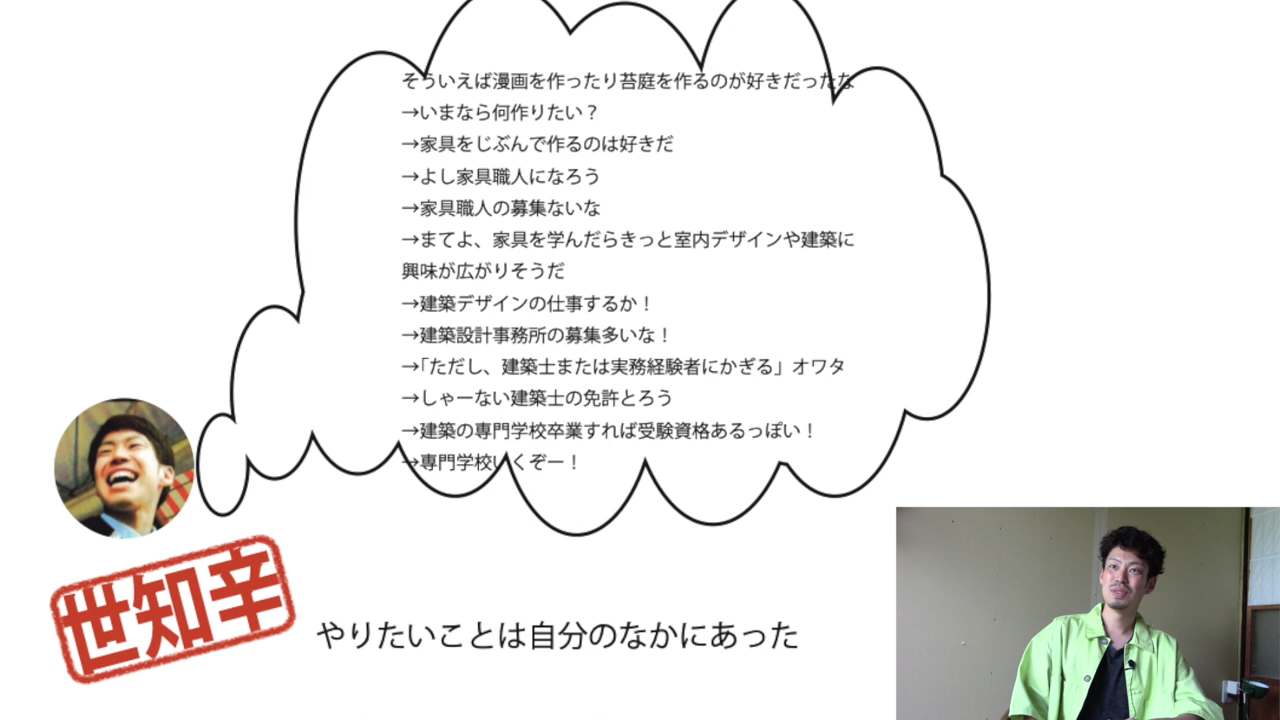 そういえば漫画を作ったり苔庭を作るのが好きだったな
→いまなら何作りたい？
→家具をじぶんで作るのは好きだ
→よし家具職人になろう
→家具職人の募集ないな
→まてよ、家具を学んだらきっと室内デザインや建築に
興味が広がりそうだ
→建築デザインの仕事するか！
→建築設計事務所の募集多いな！
→「ただし、建築士または実務経験者にかぎる」オワタ
→しゃーない建築士の免許とろう
→建築の専門学校卒業すれば受験資格あるっぽい！
→専門学校いくぞー！
世知辛
やりたいことは自分のなかにあった